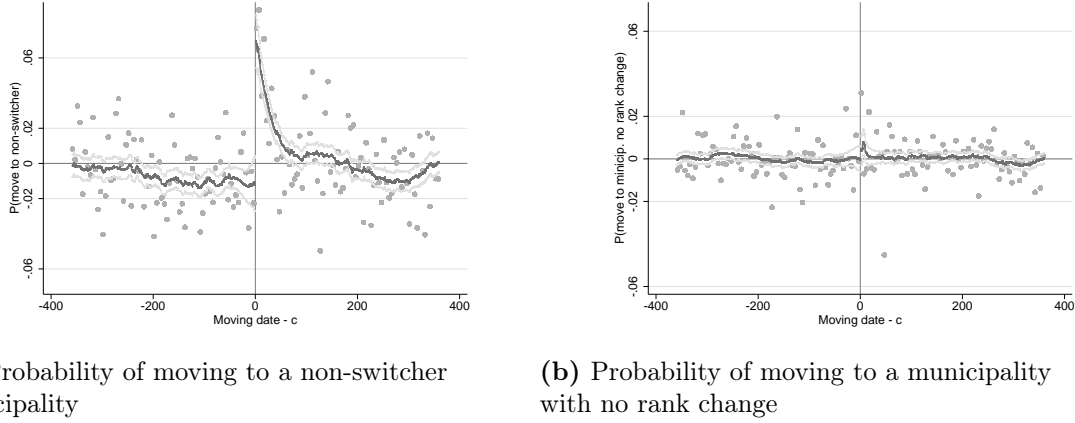 .06
.02
0
-.02
-.06
P(move to non-switcher)
-400
-200
0
200
400
Moving date - c
.06
.02
0
-.02
-.06
P(move to minicip. no rank change)
-400
-200
0
200
400
Moving date - c
robability of moving to a non-switcher
cipality
(b) Probability of moving to a municipality
with no rank change